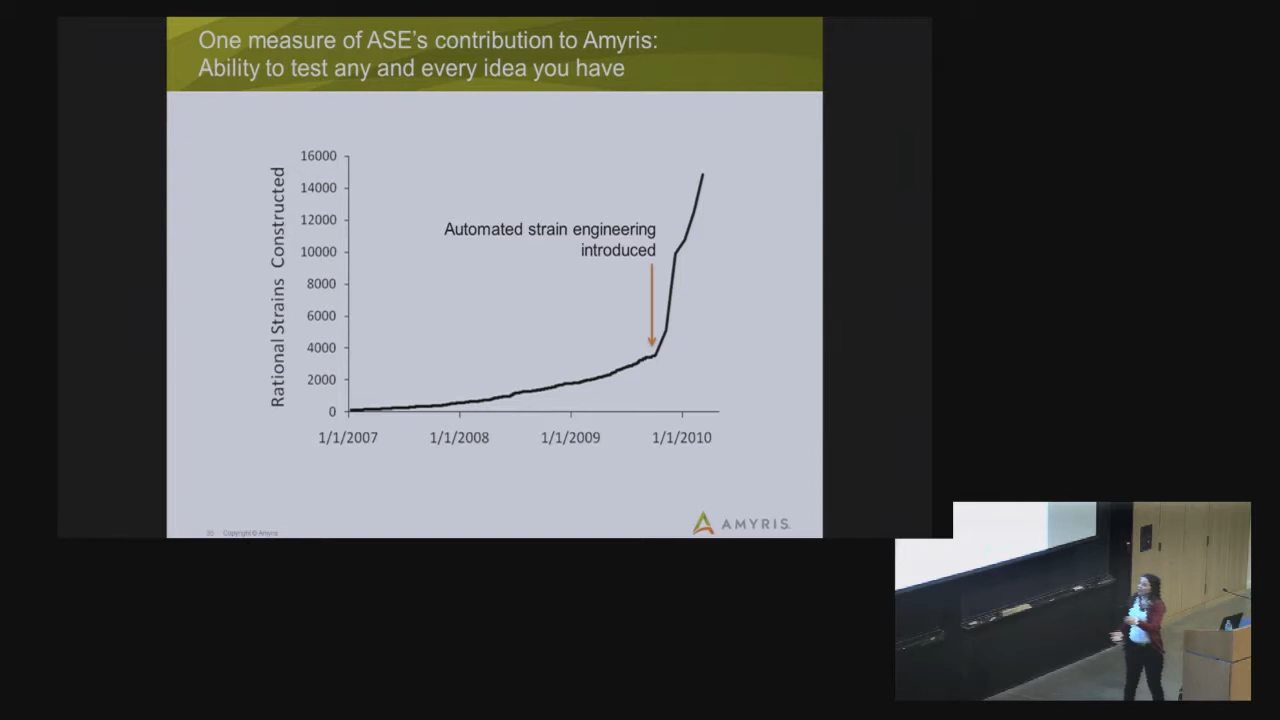 One measure of ASE's contribution to Amyris:
Ability to test any and every idea you have
Rational Strains Constructed
16000
14000
12000
10000
8000
6000
4000
2000
0
Automated strain engineering
introduced
1/1/2007 1/1/2008 1/1/2009 1/1/2010
20 Copyright © Amyris
AMYRIS